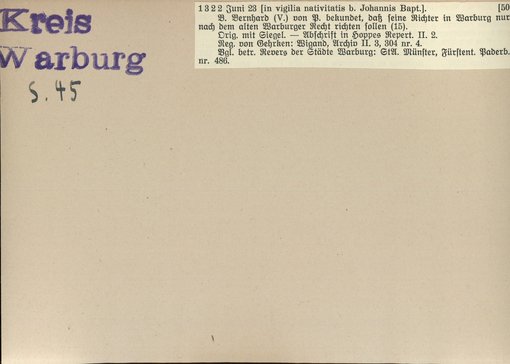 Kreis
Warburg
S. 45
1322 Juni 23 [in vigilia nativitatis b. Johannis Bapt.]. [50
B. Bernhard (V.) von P. bekundet, daß seine Richter in Warburg nur
nach dem alten Warburger Recht richten sollen (15).
Orig. mit Siegel. — Abschrift in Hoppes Repert. II. 2.
Reg. von Gehrken: Wigand, Archiv II. 3, 304 nr. 4.
Vgl. betr. Revers der Städte Warburg: StA. Münster, Fürstent. Paderb.
nr. 486.